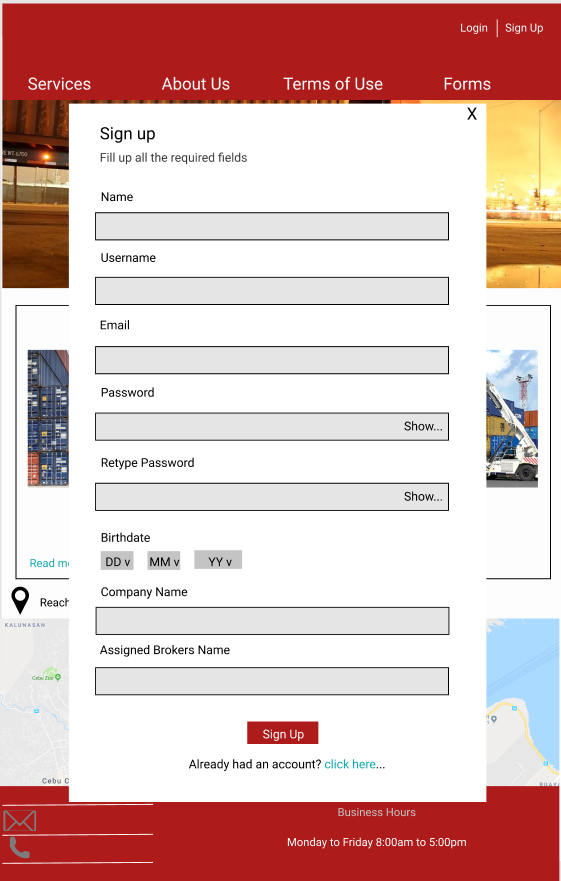 Login Sign Up
Services About Us Terms of Use Forms
X
Sign up
Fill up all the required fields
Name
Username
Email
Password
Show...
Retype Password
Show...
Birthdate
DD v MM v YY v
Read m
Company Name
Reach
KALUNASAN
Assigned Brokers Name
Cebu Zoo
Sign Up
Already had an account? click here...
Cebu C
Business Hours
Monday to Friday 8:00am to 5:00pm